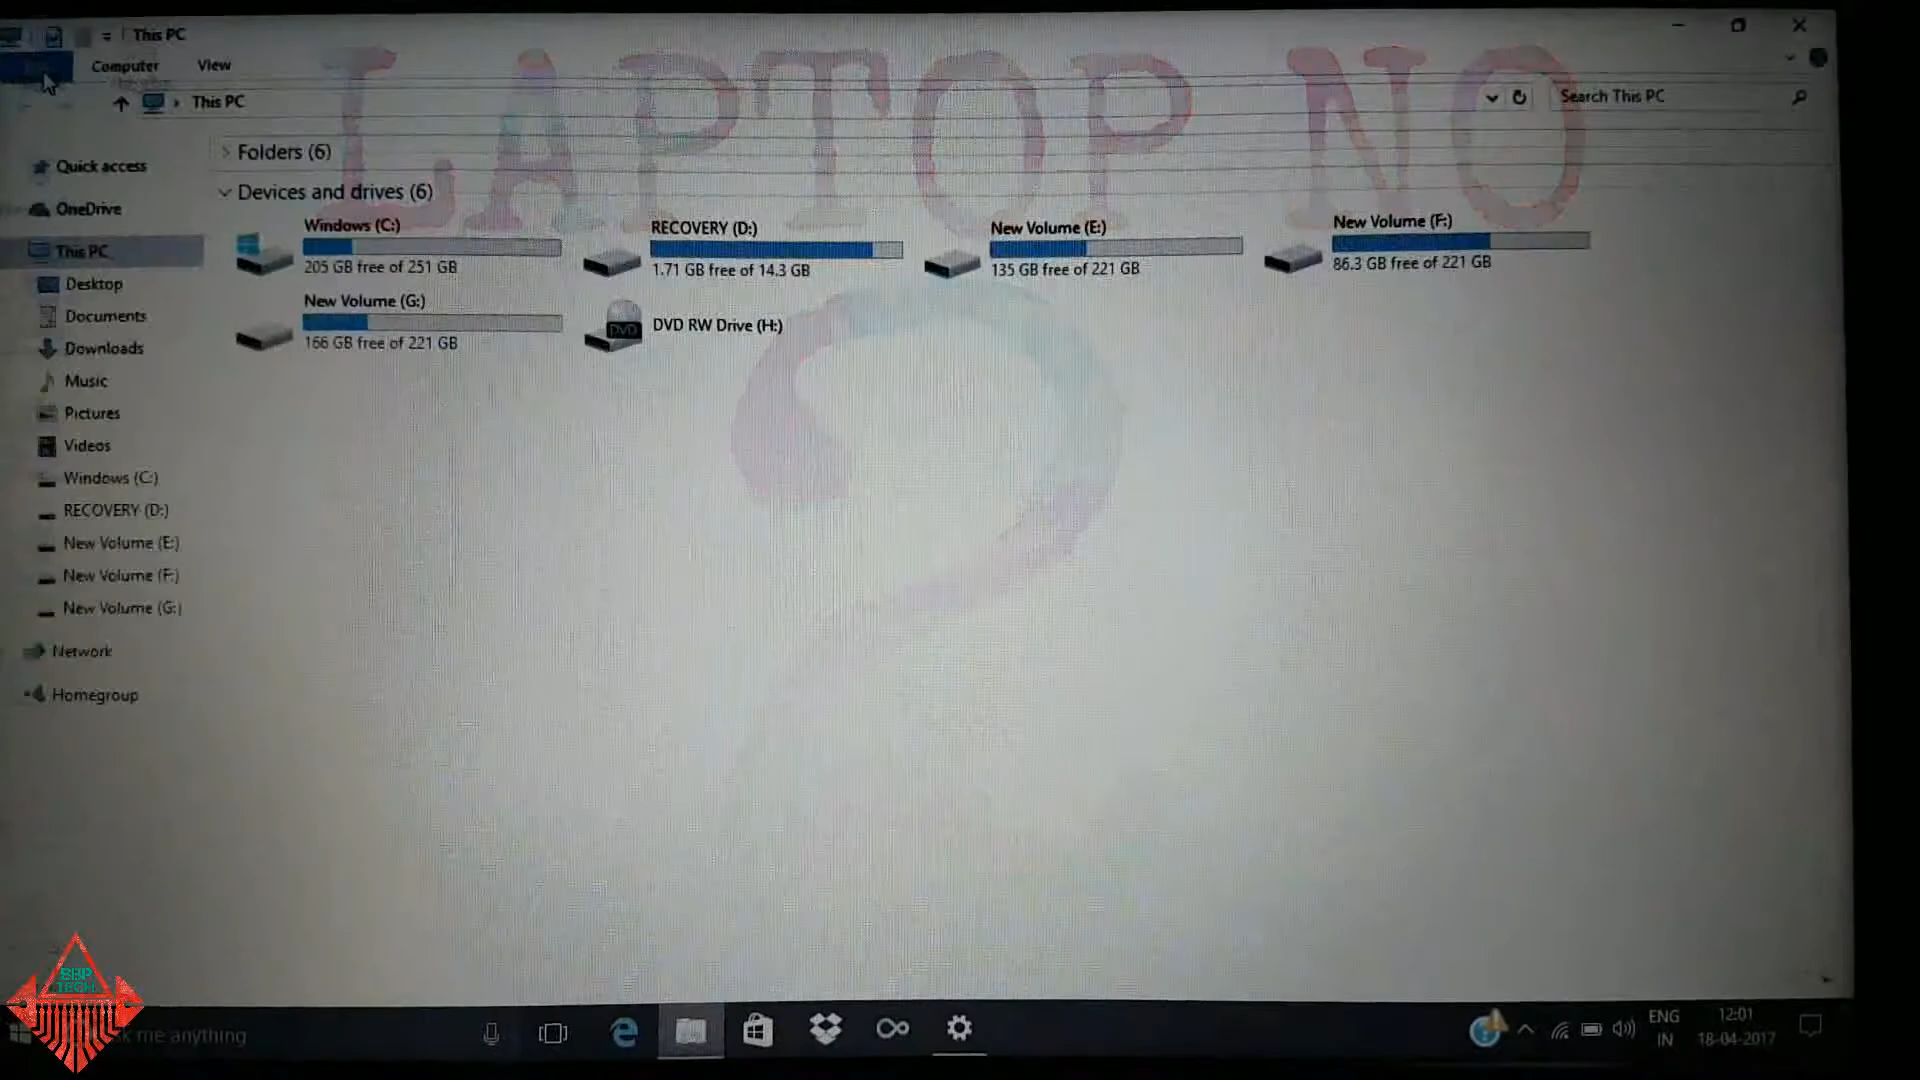 This PC
Computer
View
LAPTOP NO
This PC
Search This PC
Folders (6)
Devices and drives (6)
Quick access
OneDrive
This PC
Desktop
Documents
Downloads
Music
Pictures
Videos
Windows (C:)
RECOVERY (D:)
New Volume (E:)
New Volume (F:)
New Volume (G:)
Network
Homegroup
Windows (C:)
205 GB free of 251 GB
RECOVERY (D:)
1.71 GB free of 14.3 GB
New Volume (E:)
135 GB free of 221 GB
New Volume (F:)
86.3 GB free of 221 GB
New Volume (G:)
166 GB free of 221 GB
DVD
DVD RW Drive (H:)
BBP
TECH
me anything
ENG
IN
12:01
18-04-2017